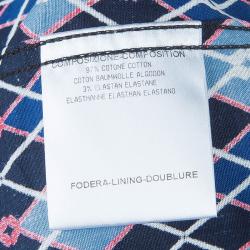 COMPOSIZIONE-COMPOSITION
97% COTONE COTTON
COTON BAUMWOLLE ALGODON
3% ELASTAN ELASTANE
ELASTHANNE ELASTHAN ELASTANO
FODERA-LINING-DOUBLURE